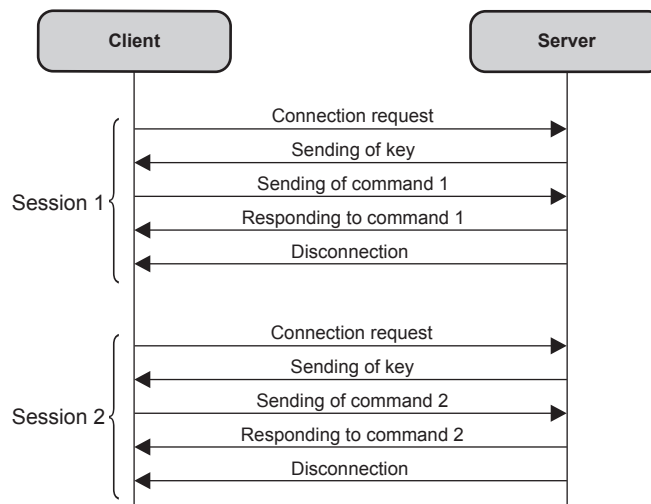 Client
Server
Connection request
Sending of key
Sending of command 1
Session 1
Responding to command 1
Disconnection
Connection request
Sending of key
Sending of command 2
Session 2
Responding to command 2
Disconnection